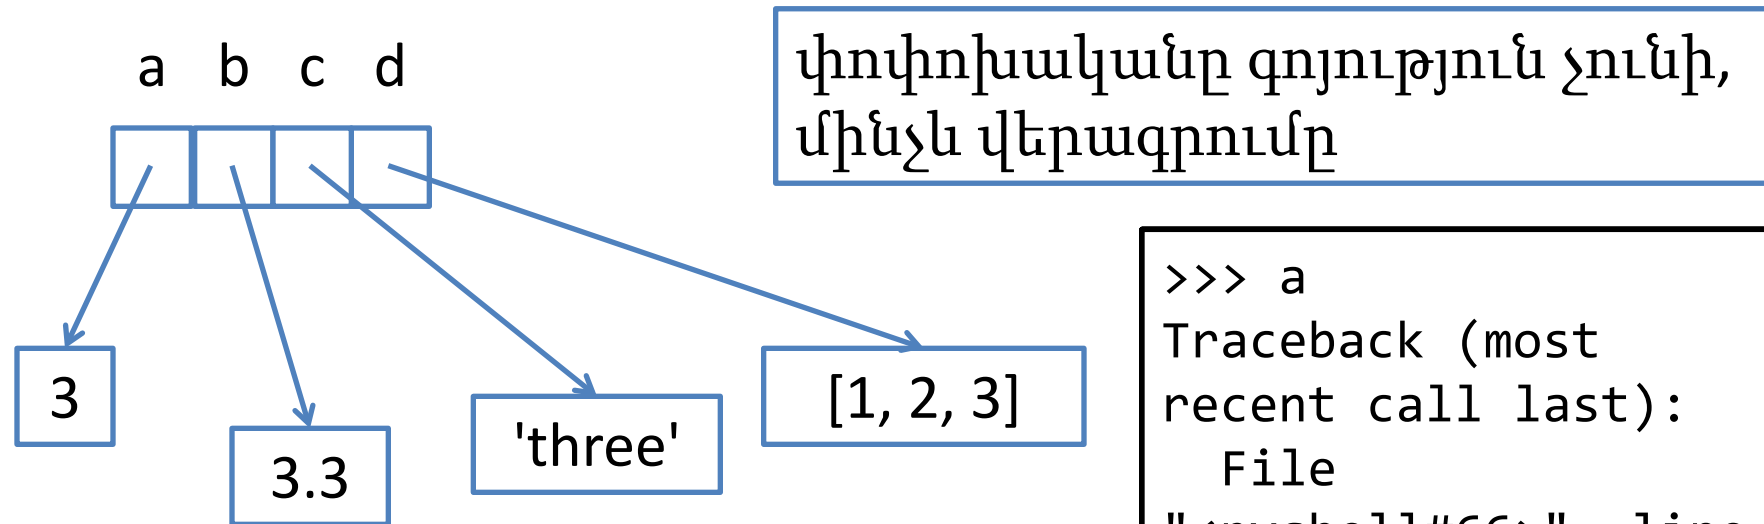 a b c d
փոփոխականը գոյություն չունի,
մինչև վերագրումը
3
3.3
'three'
[1, 2, 3]
>>> a
Traceback (most
recent call last):
File